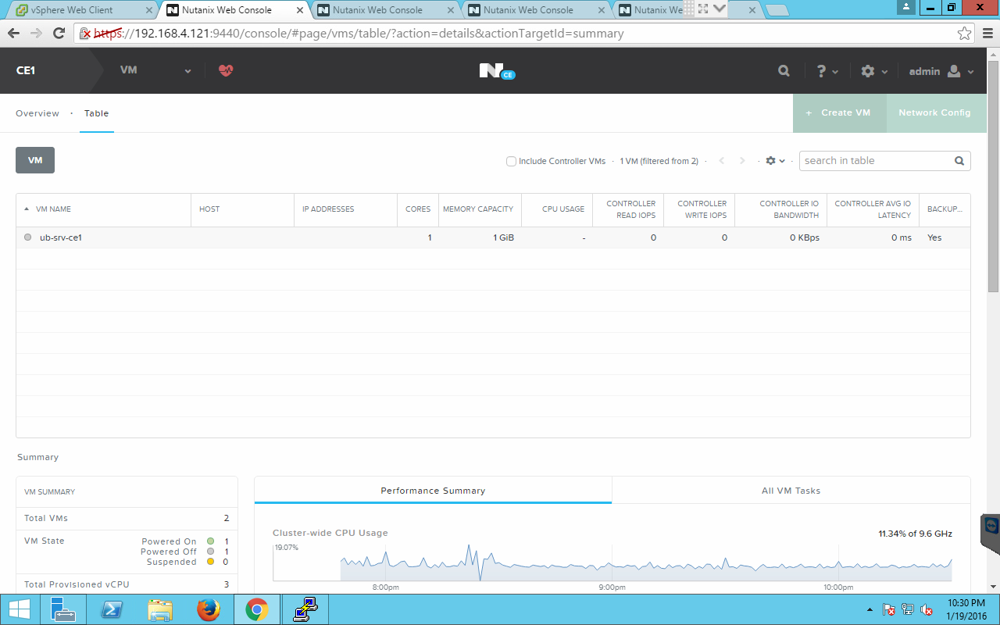 vSphere Web Client
Nutanix Web Console
Nutanix Web Console
Nutanix Web Console
Nutanix We
https://192.168.4.121:9440/console/#page/vms/table/?action=details&actionTargetId=summary
CE1
VM
N CE
?
admin
Overview · Table
+ Create VM
Network Config
VM
Include Controller VMs · 1 VM (filtered from 2) ·
search in table
VM NAME
HOST
IP ADDRESSES
CORES
MEMORY CAPACITY
CPU USAGE
CONTROLLER READ IOPS
CONTROLLER WRITE IOPS
CONTROLLER IO BANDWIDTH
CONTROLLER AVG IO LATENCY
BACKUP...
ub-srv-ce1 1 1 GiB - 0 0 0 KBps 0 ms Yes
Summary
VM SUMMARY
Total VMs 2
VM State Powered On 1
Powered Off 1
Suspended 0
Total Provisioned vCPU 3
Performance Summary
All VM Tasks
Cluster-wide CPU Usage
11.34% of 9.6 GHz
19.07%
8:00pm 9:00pm 10:00pm
10:30 PM
1/19/2016